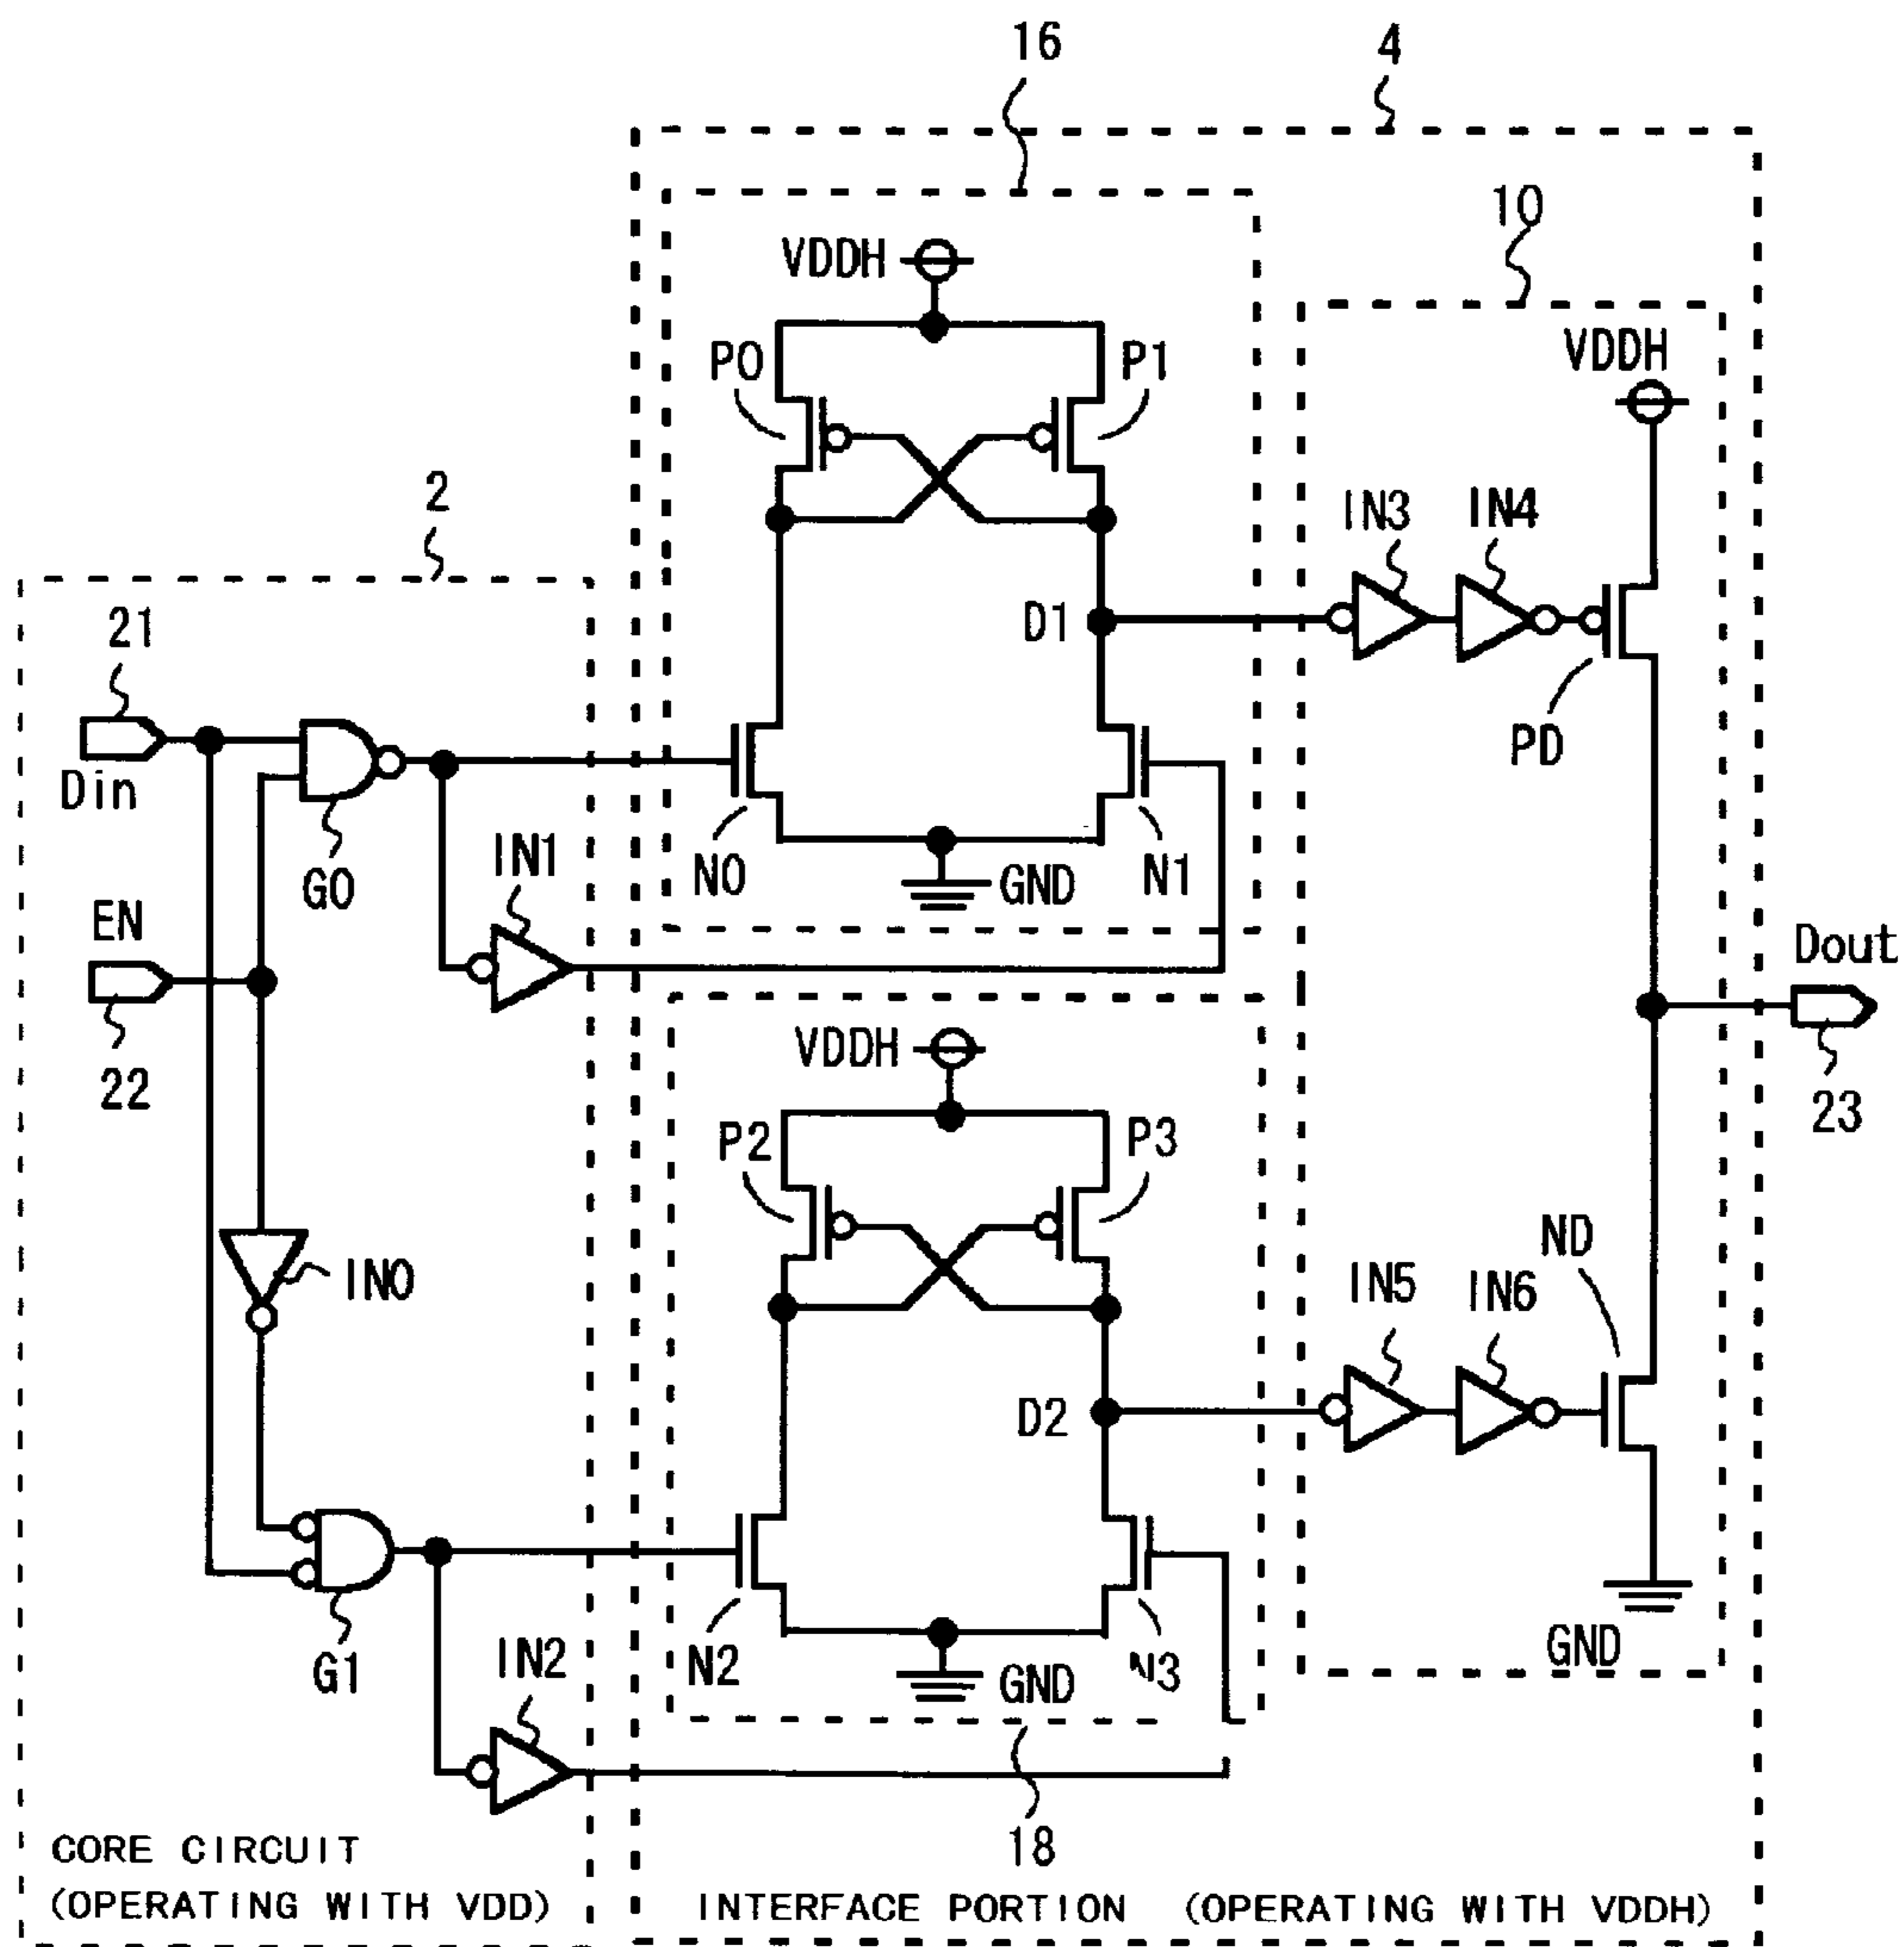 16
4
10
VDDH
VDDH
P0
P1
IN3
IN4
2
21
D1
Din
PD
G0
IN1
N0
GND
N1
EN
Dout
22
VDDH
23
P2
P3
ND
IN0
IN5
IN6
D2
G1
IN2
N2
GND
N3
GND
18
CORE CIRCUIT
(OPERATING WITH VDD)
INTERFACE PORTION (OPERATING WITH VDDH)